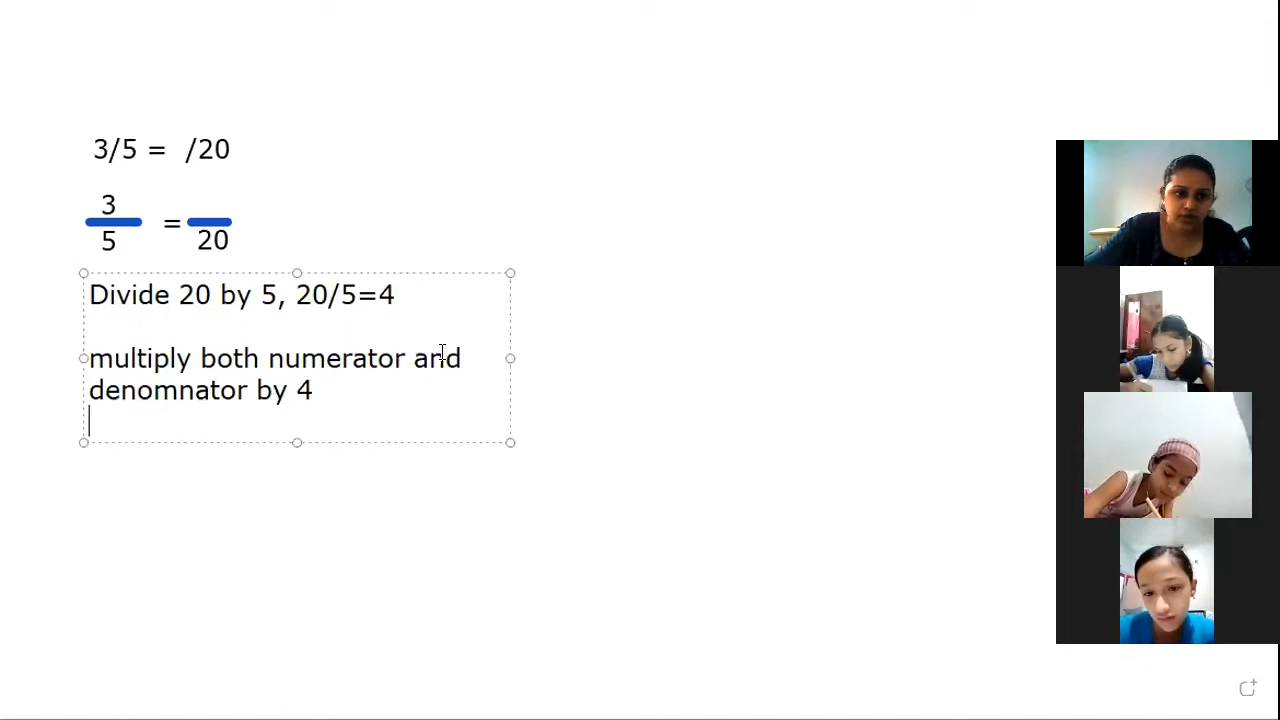 3/5 =  /20
3
5
=
20
Divide 20 by 5, 20/5=4
multiply both numerator and
denomnator by 4